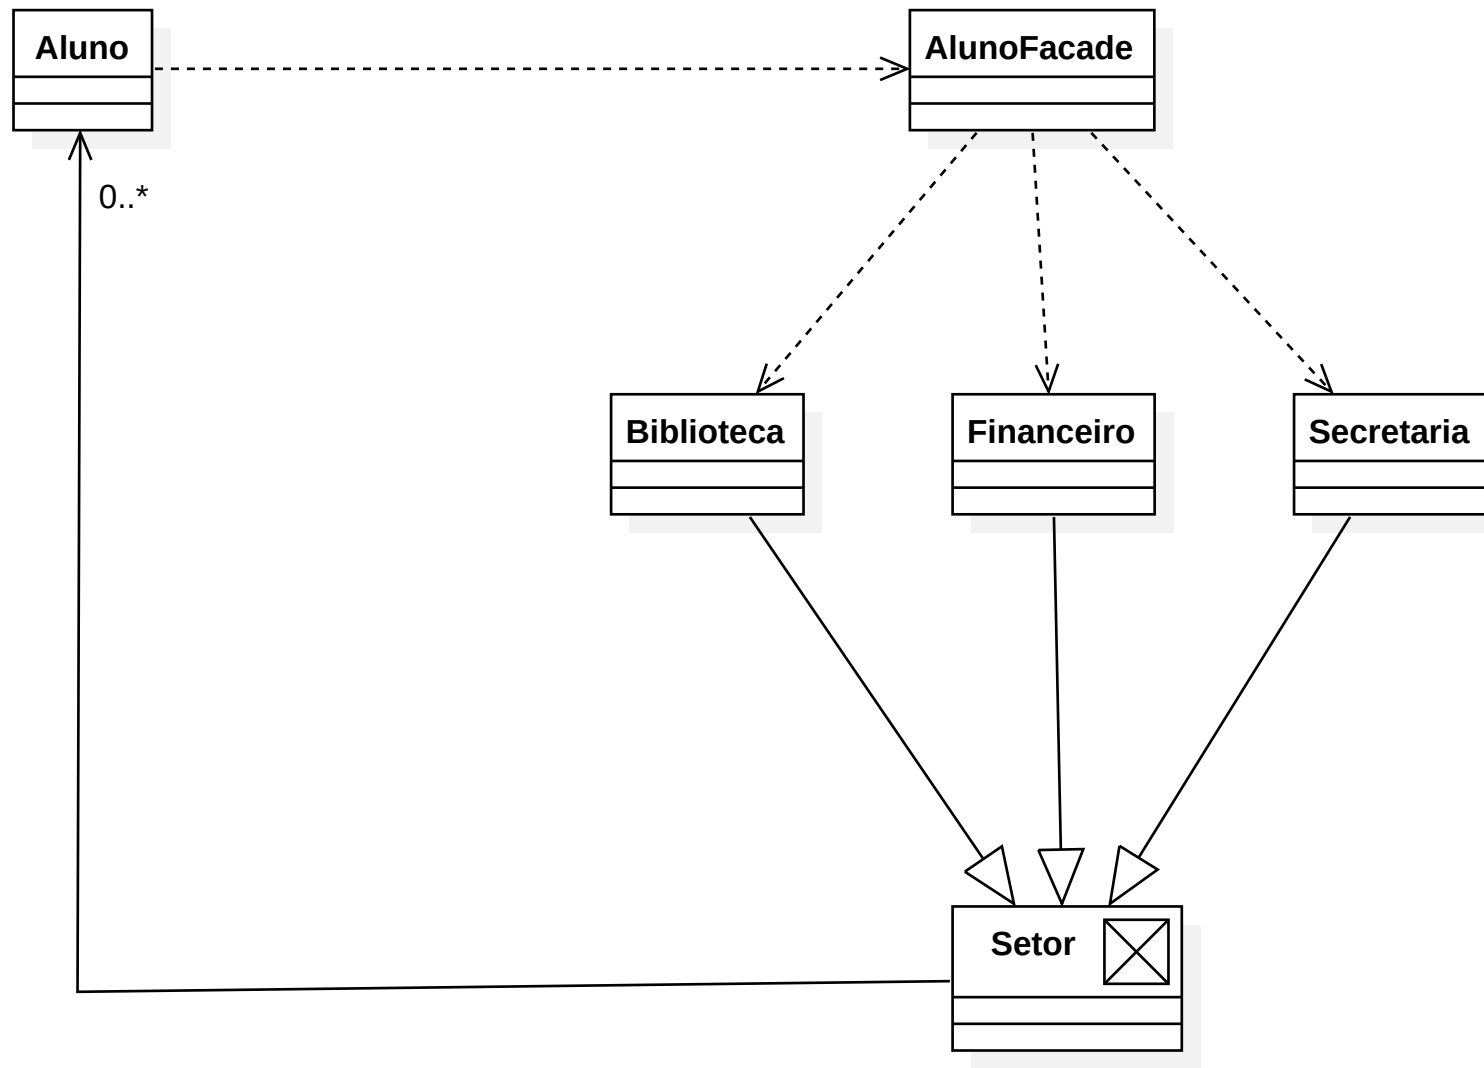 Aluno
AlunoFacade
0..*
Biblioteca
Financeiro
Secretaria
Setor